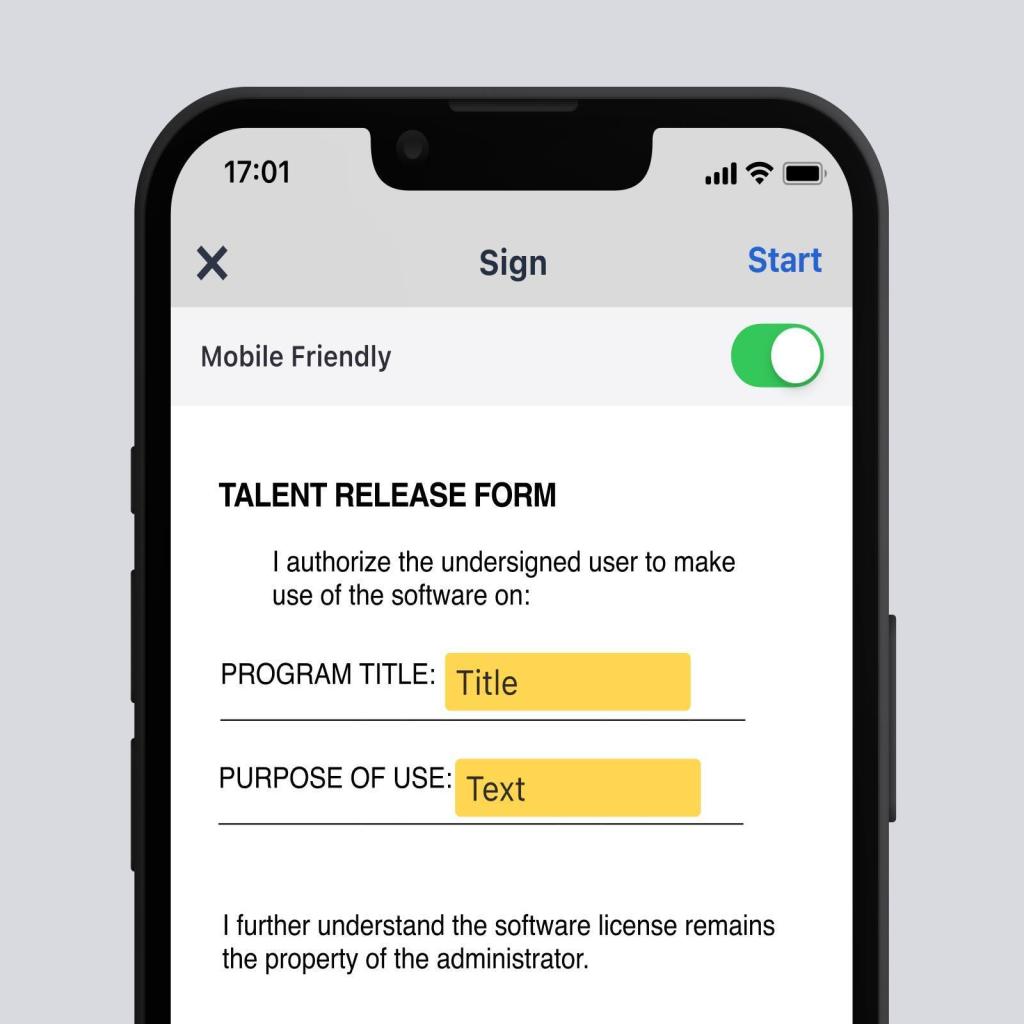 17:01
Sign
Start
Mobile Friendly
TALENT RELEASE FORM
I authorize the undersigned user to make
use of the software on:
PROGRAM TITLE: Title
PURPOSE OF USE: Text
I further understand the software license remains
the property of the administrator.